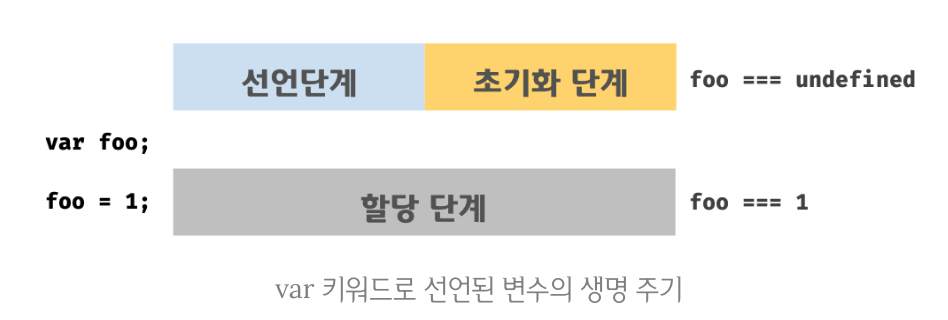 선언단계 초기화 단계 foo === undefined
var foo;
foo = 1; 할당 단계 foo === 1
var 키워드로 선언된 변수의 생명 주기